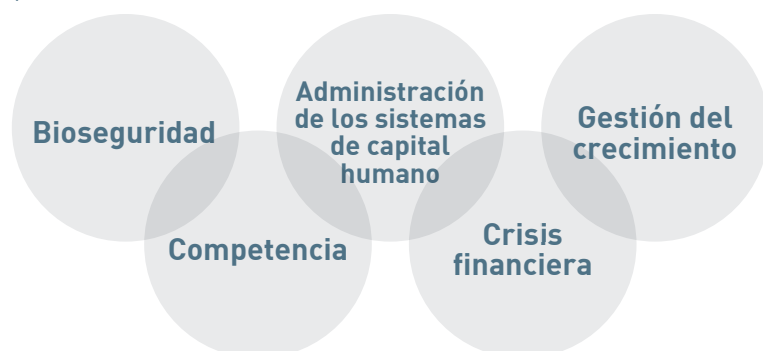 Bioseguridad
Competencia
Administración
de los sistemas
de capital
humano
Crisis
financiera
Gestión del
crecimiento